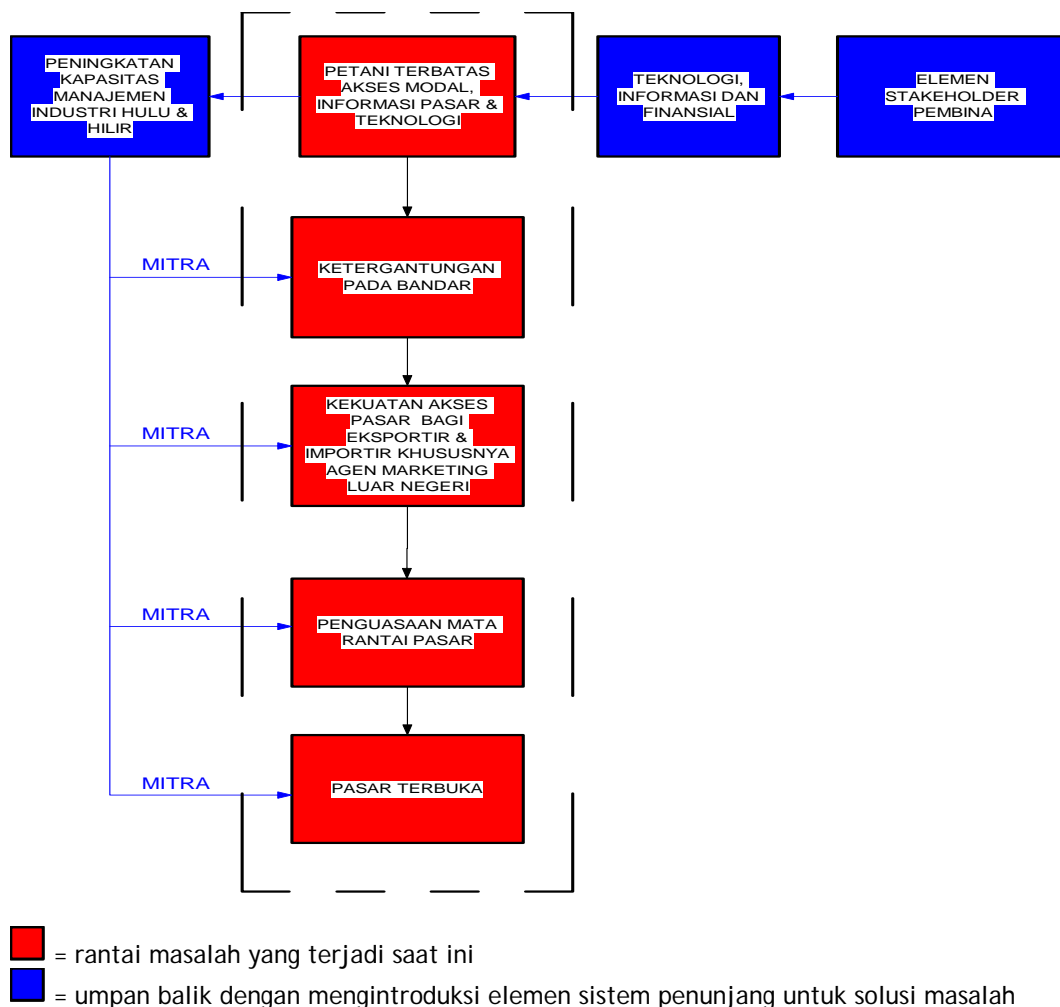 PENINGKATAN
KAPASITAS
MANAJEMEN
INDUSTRI HULU &
HILIR
PETANI TERBATAS
AKSES MODAL,
INFORMASI PASAR &
TEKNOLOGI
TEKNOLOGI,
INFORMASI DAN
FINANSIAL
ELEMEN
STAKEHOLDER
PEMBINA
MITRA
KETERGANTUNGAN
PADA BANDAR
MITRA
KEKUATAN AKSES
PASAR BAGI
EKSPORTIR &
IMPORTIR KHUSUSNYA
AGEN MARKETING
LUAR NEGERI
MITRA
PENGUASAAN MATA
RANTAI PASAR
MITRA
PASAR TERBUKA
= rantai masalah yang terjadi saat ini
= umpan balik dengan mengintroduksi elemen sistem penunjang untuk solusi masalah